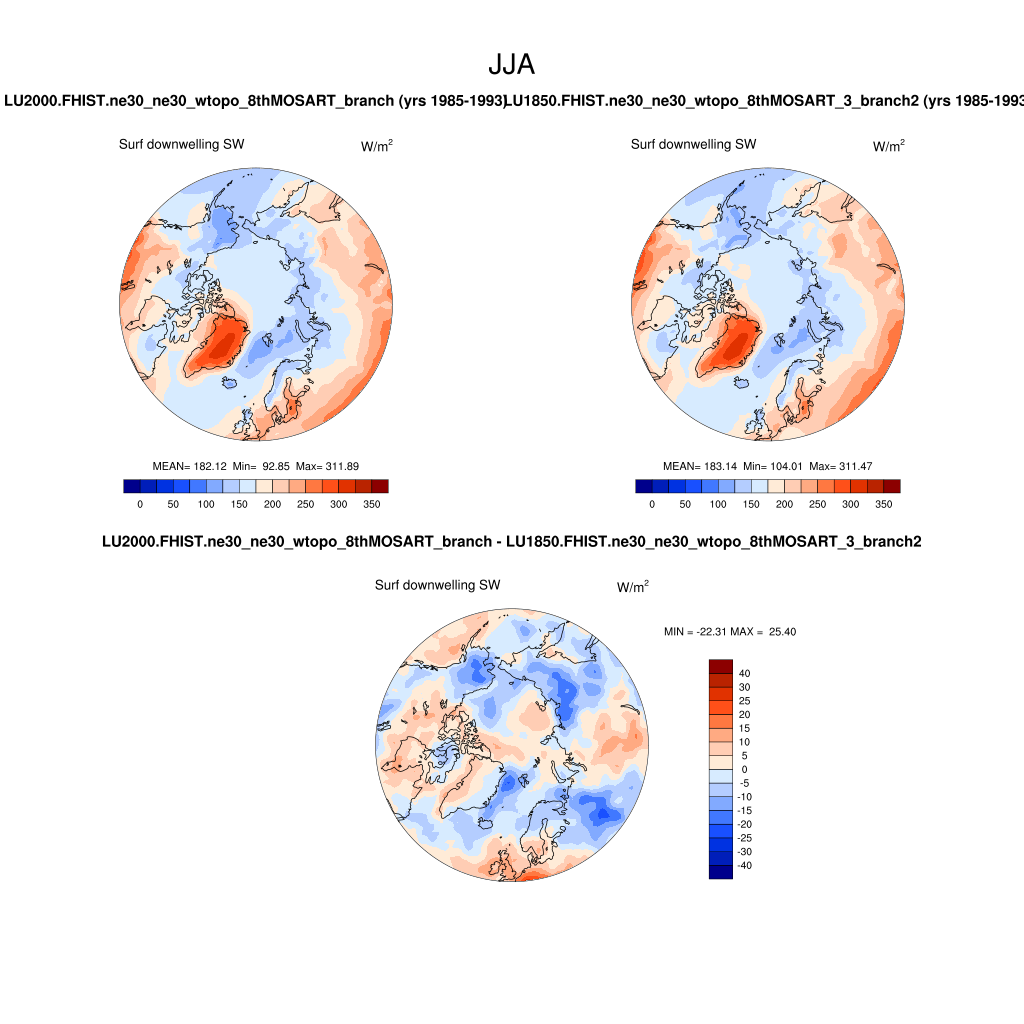 JJA
LU2000.FHIST.ne30_ne30_wtopo_8thMOSART_branch (yrs 1985-1993)
LU1850.FHIST.ne30_ne30_wtopo_8thMOSART_3_branch2 (yrs 1985-1993
Surf downwelling SW W/m2
Surf downwelling SW W/m2
MEAN= 182.12 Min= 92.85 Max= 311.89
MEAN= 183.14 Min= 104.01 Max= 311.47
0 50 100 150 200 250 300 350
0 50 100 150 200 250 300 350
LU2000.FHIST.ne30_ne30_wtopo_8thMOSART_branch - LU1850.FHIST.ne30_ne30_wtopo_8thMOSART_3_branch2
Surf downwelling SW W/m2
MIN = -22.31 MAX = 25.40
40
30
25
20
15
10
5
0
-5
-10
-15
-20
-25
-30
-40